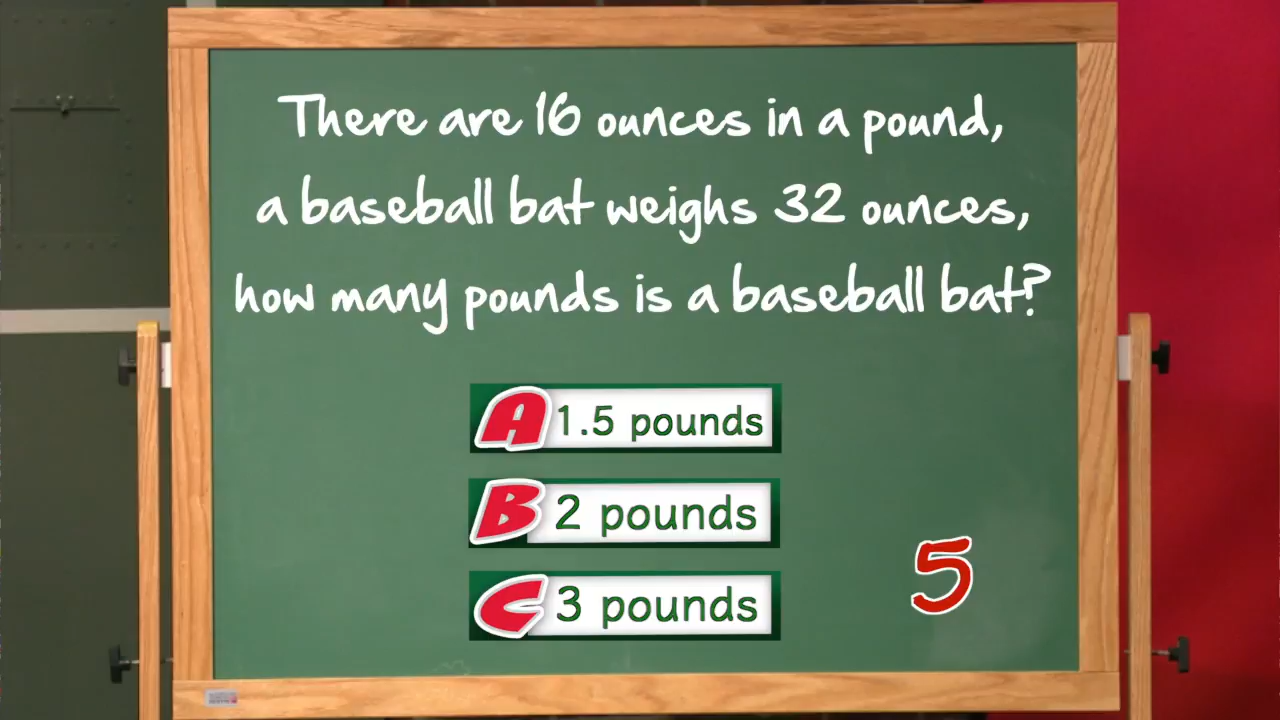 There are 16 ounces in a pound,
a baseball bat weighs 32 ounces,
how many pounds is a baseball bat?
A 1.5 pounds
B 2 pounds
C 3 pounds
5